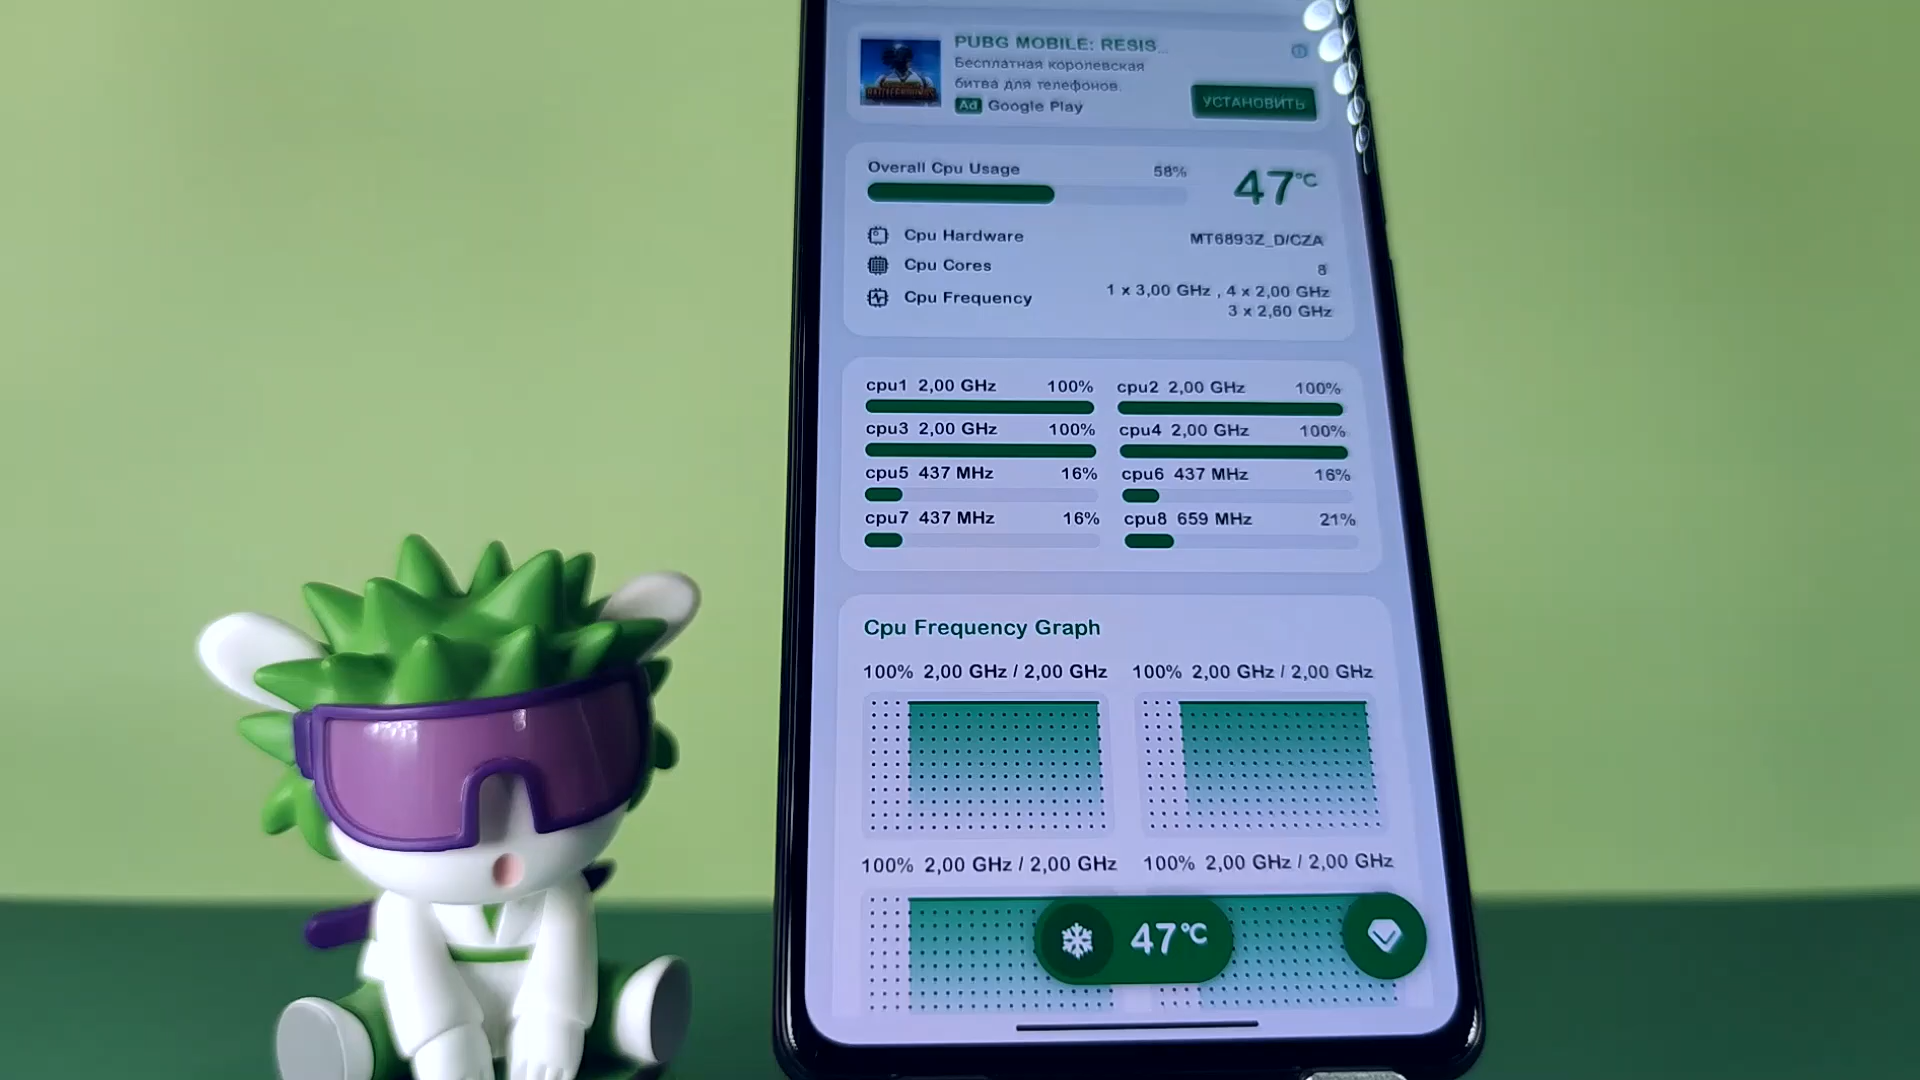 PUBG MOBILE: RESIS...
Бесплатная королевская
битва для телефонов.
Ad Google Play
УСТАНОВИТЬ
Overall Cpu Usage 58% 47°C
Cpu Hardware MT6893Z_D/CZA
Cpu Cores 8
Cpu Frequency 1 x 3,00 GHz , 4 x 2,00 GHz
3 x 2,60 GHz
cpu1 2,00 GHz 100% cpu2 2,00 GHz 100%
cpu3 2,00 GHz 100% cpu4 2,00 GHz 100%
cpu5 437 MHz 16% cpu6 437 MHz 16%
cpu7 437 MHz 16% cpu8 659 MHz 21%
Cpu Frequency Graph
100% 2,00 GHz / 2,00 GHz 100% 2,00 GHz / 2,00 GHz
100% 2,00 GHz / 2,00 GHz 100% 2,00 GHz / 2,00 GHz
47°C